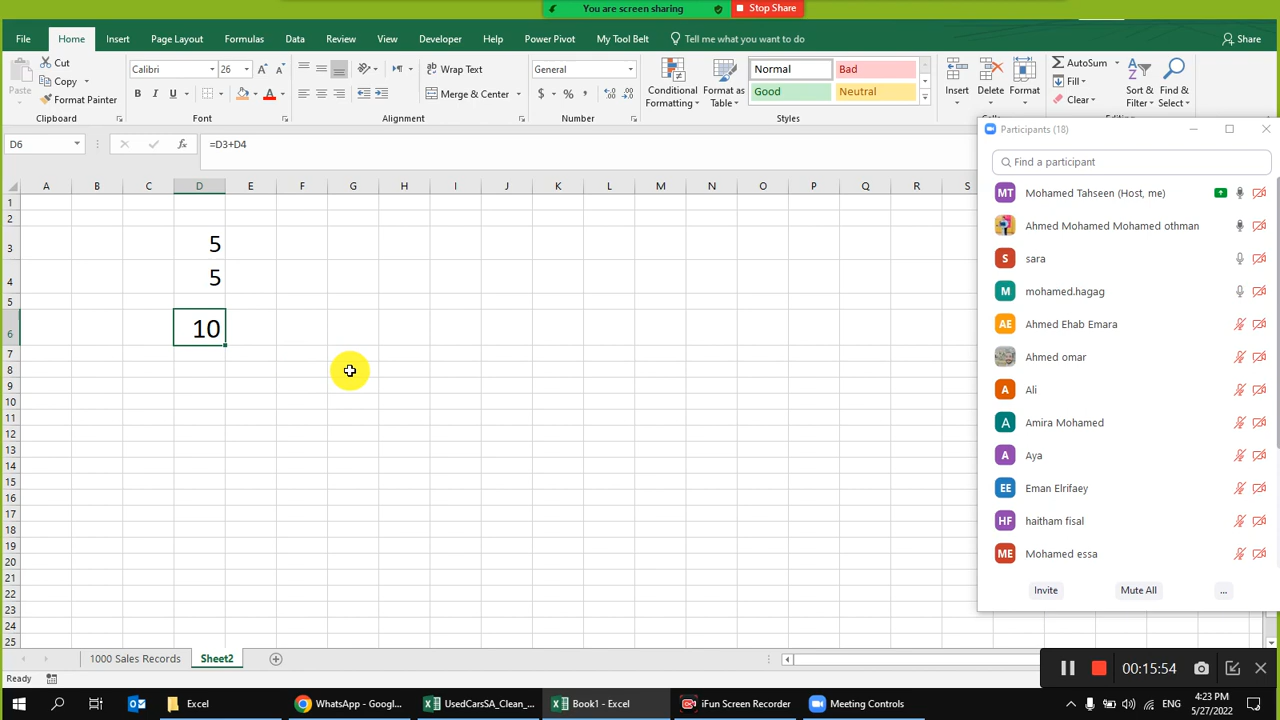 You are screen sharing
Stop Share
File Home Insert Page Layout Formulas Data Review View Developer Help Power Pivot My Tool Belt Tell me what you want to do Share
Paste
Cut
Copy
Format Painter
Clipboard
Calibri 26
B I U
Font
Wrap Text
Merge & Center
Alignment
General
$ % ,
Number
Conditional Formatting
Format as Table
Normal Bad
Good Neutral
Styles
Insert Delete Format
AutoSum
Fill
Clear
Sort & Filter
Find & Select
D6 fx =D3+D4
A B C D E F G H I J K L M N O P Q R S
1
2
3 5
4 5
5
6 10
7
8
9
10
11
12
13
14
15
16
17
18
19
20
21
22
23
24
25
Participants (18)
Find a participant
MT Mohamed Tahseen (Host, me)
Ahmed Mohamed Mohamed othman
S sara
M mohamed.hagag
AE Ahmed Ehab Emara
Ahmed omar
A Ali
A Amira Mohamed
A Aya
EE Eman Elrifaey
HF haitham fisal
ME Mohamed essa
Invite Mute All ...
1000 Sales Records Sheet2
Ready
00:15:54
Excel
WhatsApp - Google...
UsedCarsSA_Clean_...
Book1 - Excel
iFun Screen Recorder
Meeting Controls
ENG
4:23 PM
5/27/2022